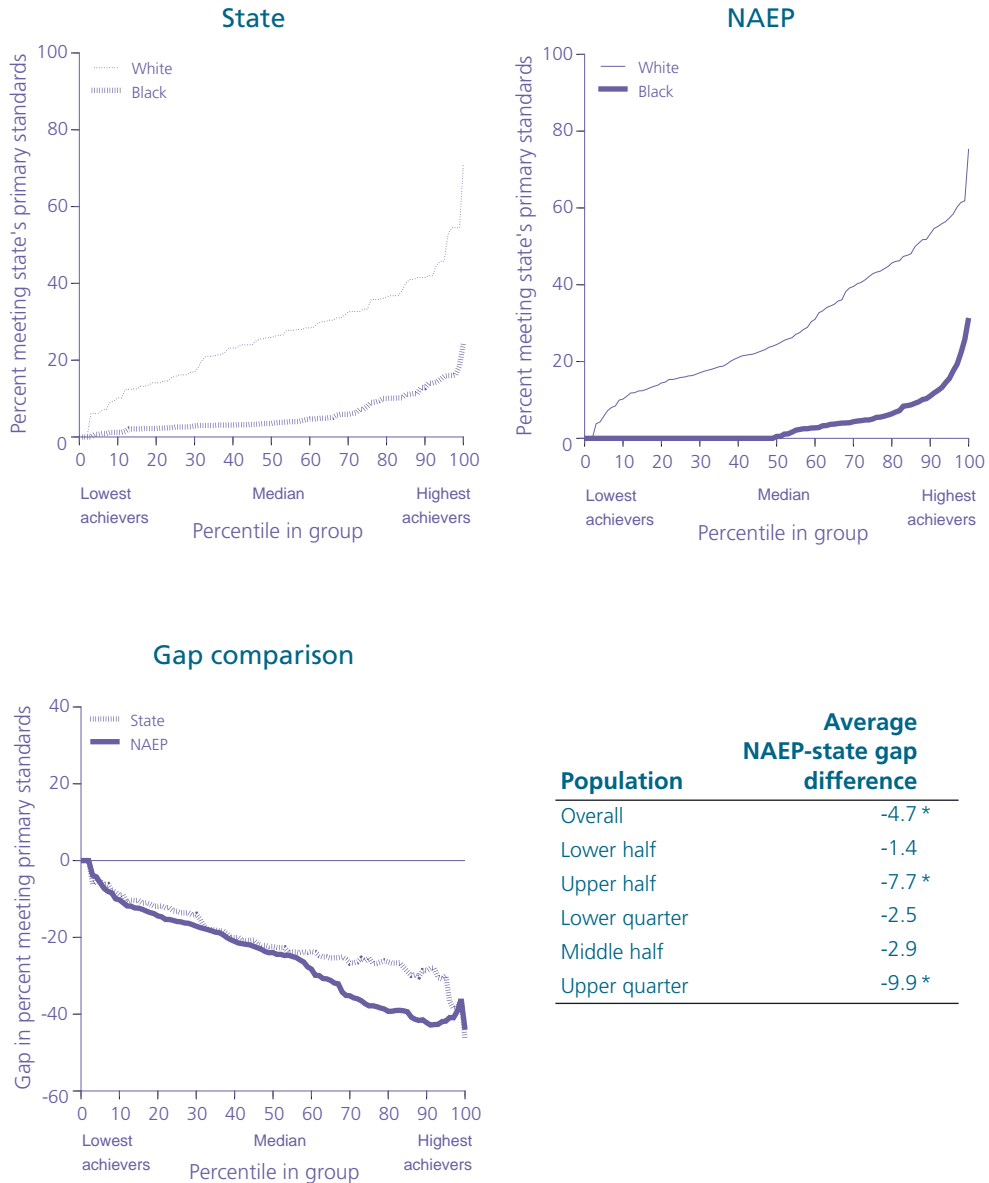 State
Percent meeting state's primary standards
100
80
60
40
20
0
White
Black
0 10 20 30 40 50 60 70 80 90 100
Lowest achievers
Median
Highest achievers
Percentile in group
NAEP
Percent meeting state's primary standards
100
80
60
40
20
0
White
Black
0 10 20 30 40 50 60 70 80 90 100
Lowest achievers
Median
Highest achievers
Percentile in group
Gap comparison
Gap in percent meeting primary standards
40
20
0
-20
-40
-60
State
NAEP
0 10 20 30 40 50 60 70 80 90 100
Lowest achievers
Median
Highest achievers
Percentile in group
Average
NAEP-state gap
Population difference
Overall -4.7 *
Lower half -1.4
Upper half -7.7 *
Lower quarter -2.5
Middle half -2.9
Upper quarter -9.9 *